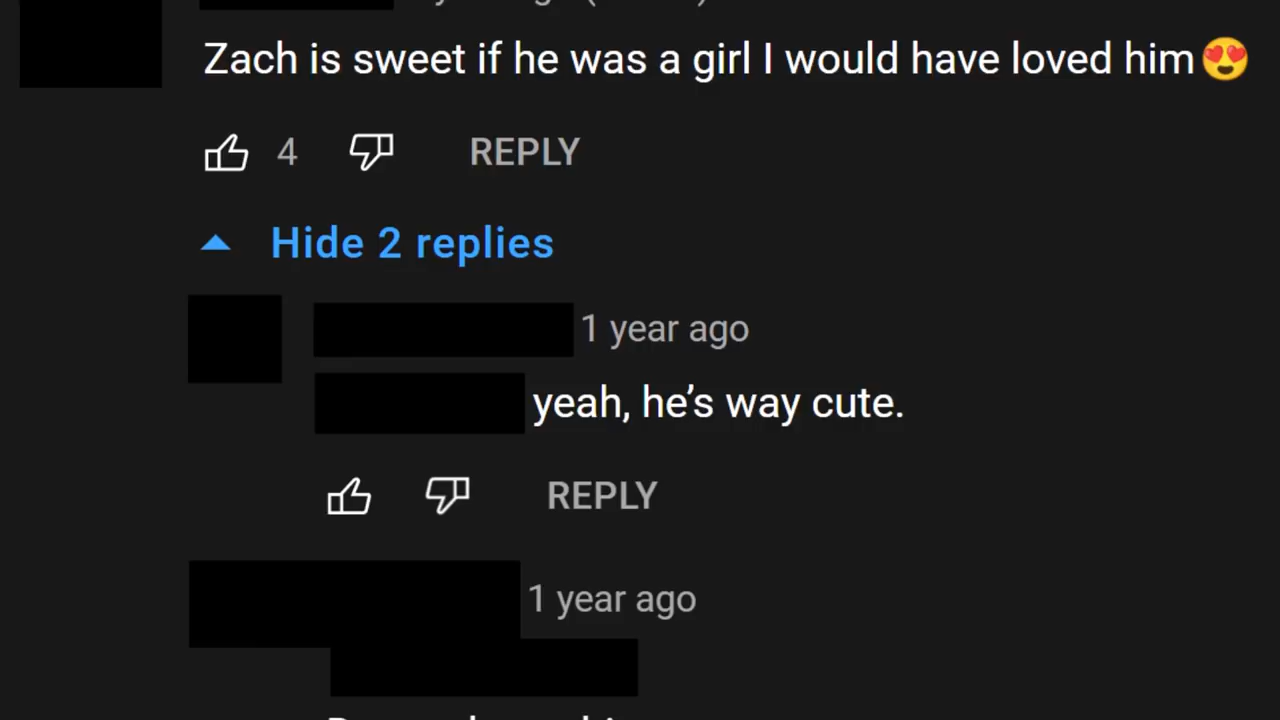 Zach is sweet if he was a girl I would have loved him😍
4 REPLY
Hide 2 replies
1 year ago
yeah, he’s way cute.
REPLY
1 year ago